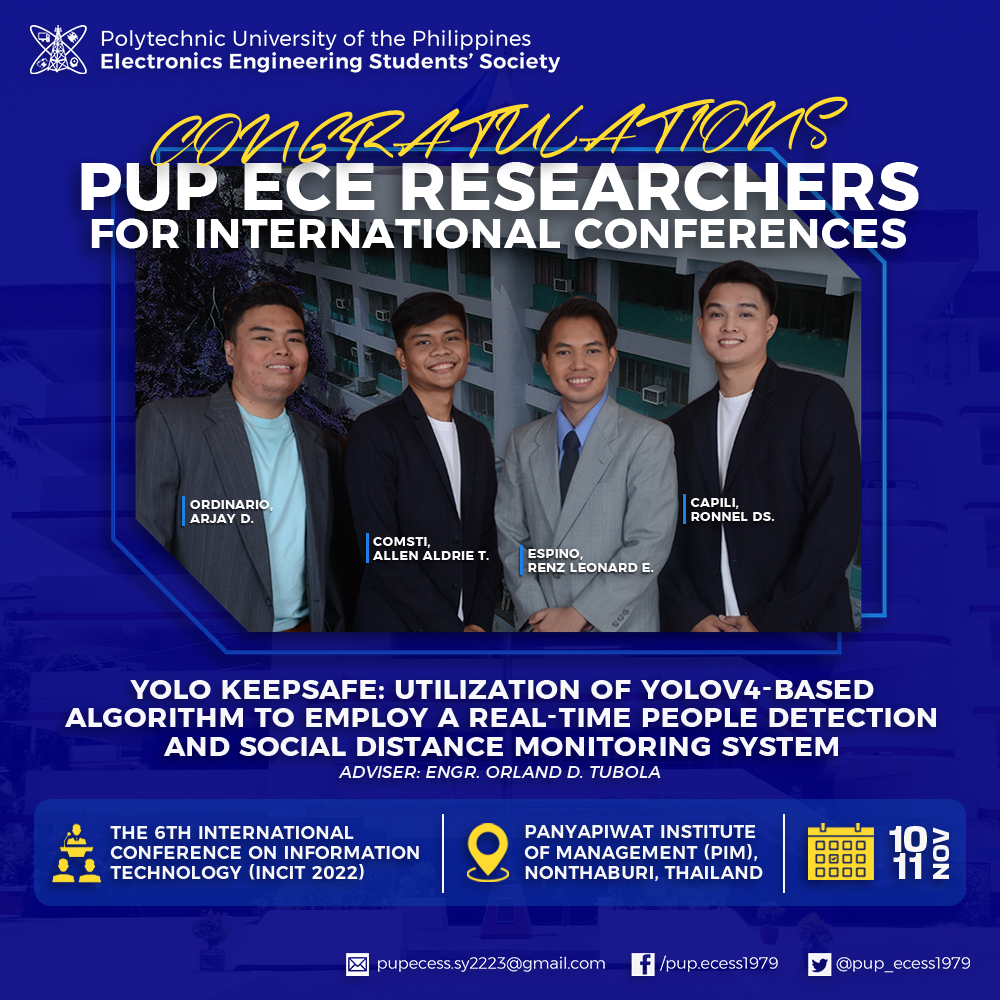 Polytechnic University of the Philippines
Electronics Engineering Students' Society
CONGRATULATIONS
PUP ECE RESEARCHERS
FOR INTERNATIONAL CONFERENCES
ORDINARIO,
ARJAY D.
COMSTI,
ALLEN ALDRIE T.
ESPINO,
RENZ LEONARD E.
CAPILI,
RONNEL DS.
YOLO KEEPSAFE: UTILIZATION OF YOLOV4-BASED
ALGORITHM TO EMPLOY A REAL-TIME PEOPLE DETECTION
AND SOCIAL DISTANCE MONITORING SYSTEM
ADVISER: ENGR. ORLAND D. TUBOLA
THE 6TH INTERNATIONAL
CONFERENCE ON INFORMATION
TECHNOLOGY (INCIT 2022)
PANYAPIWAT INSTITUTE
OF MANAGEMENT (PIM),
NONTHABURI, THAILAND
10
11
NOV
pupecess.sy2223@gmail.com
/pup.ecess1979
@pup_ecess1979